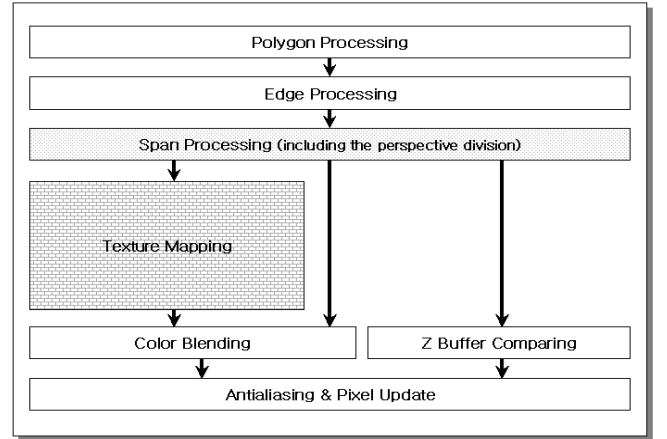 Polygon Processing
Edge Processing
Span Processing (including the perspective division)
Texture Mapping
Color Blending
Z Buffer Comparing
Antialiasing & Pixel Update